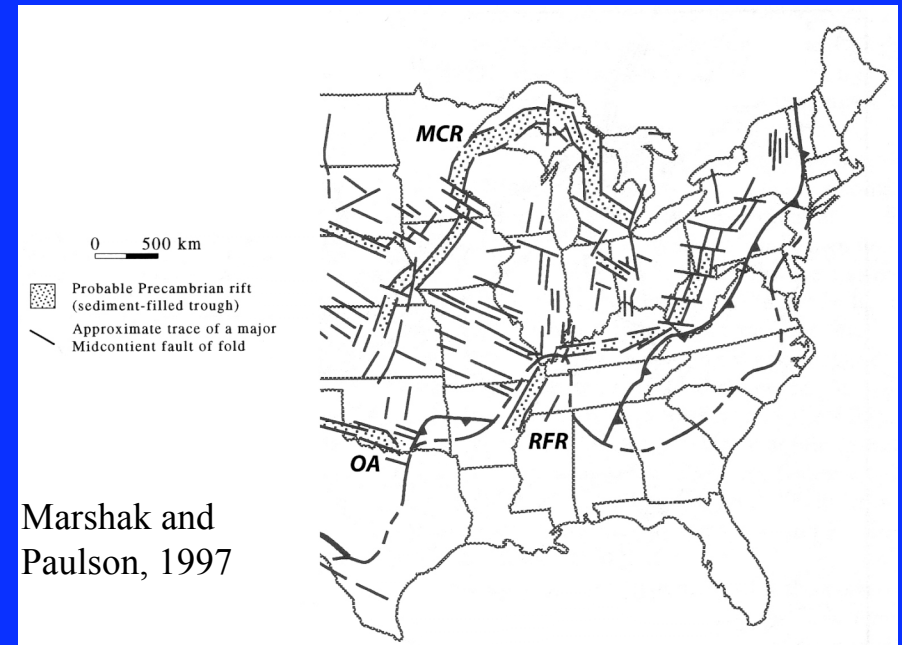 MCR
0 500 km
Probable Precambrian rift
(sediment-filled trough)
Approximate trace of a major
Midcontient fault of fold
RFR
OA
Marshak and
Paulson, 1997